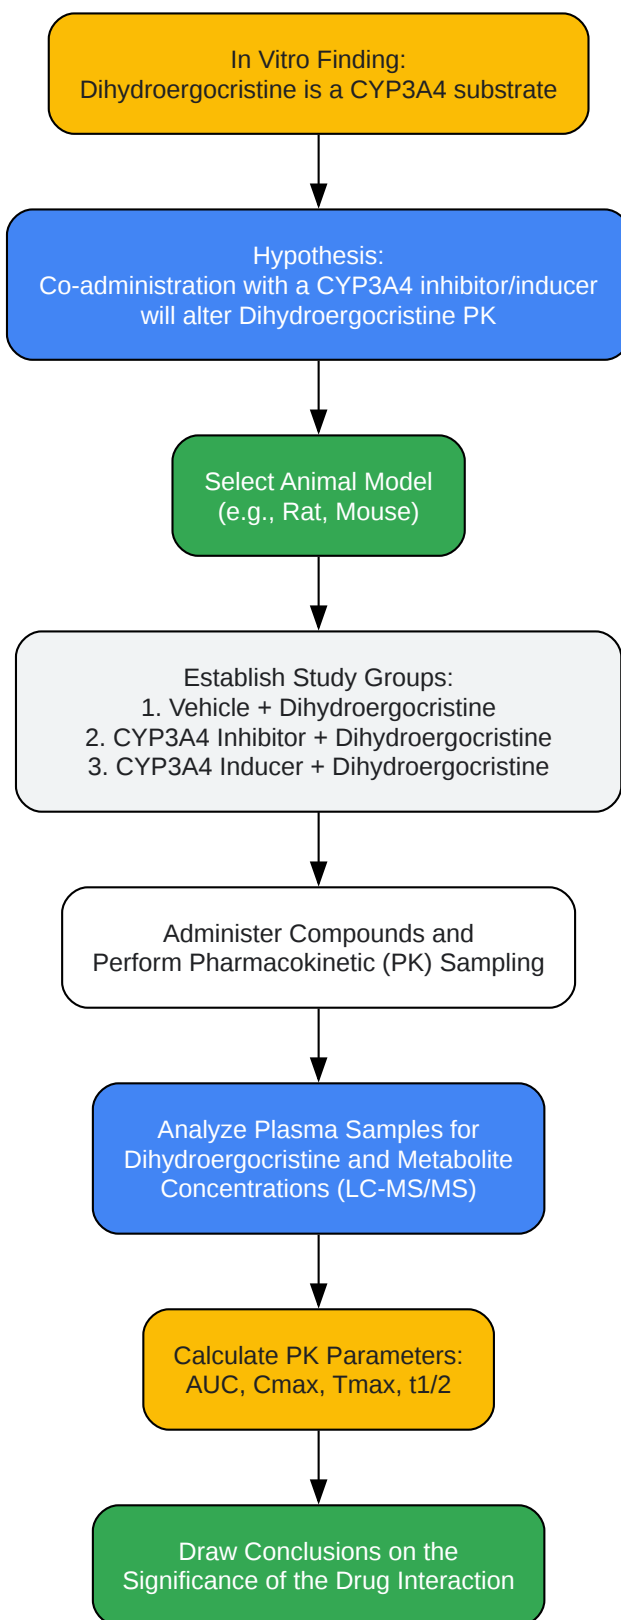 In Vitro Finding:
Dihydroergocristine is a CYP3A4 substrate
Hypothesis:
Co-administration with a CYP3A4 inhibitor/inducer
will alter Dihydroergocristine PK
Select Animal Model
(e.g., Rat, Mouse)
Establish Study Groups:
1. Vehicle + Dihydroergocristine
2. CYP3A4 Inhibitor + Dihydroergocristine
3. CYP3A4 Inducer + Dihydroergocristine
Administer Compounds and
Perform Pharmacokinetic (PK) Sampling
Analyze Plasma Samples for
Dihydroergocristine and Metabolite
Concentrations (LC-MS/MS)
Calculate PK Parameters:
AUC, Cmax, Tmax, t1/2
Draw Conclusions on the
Significance of the Drug Interaction